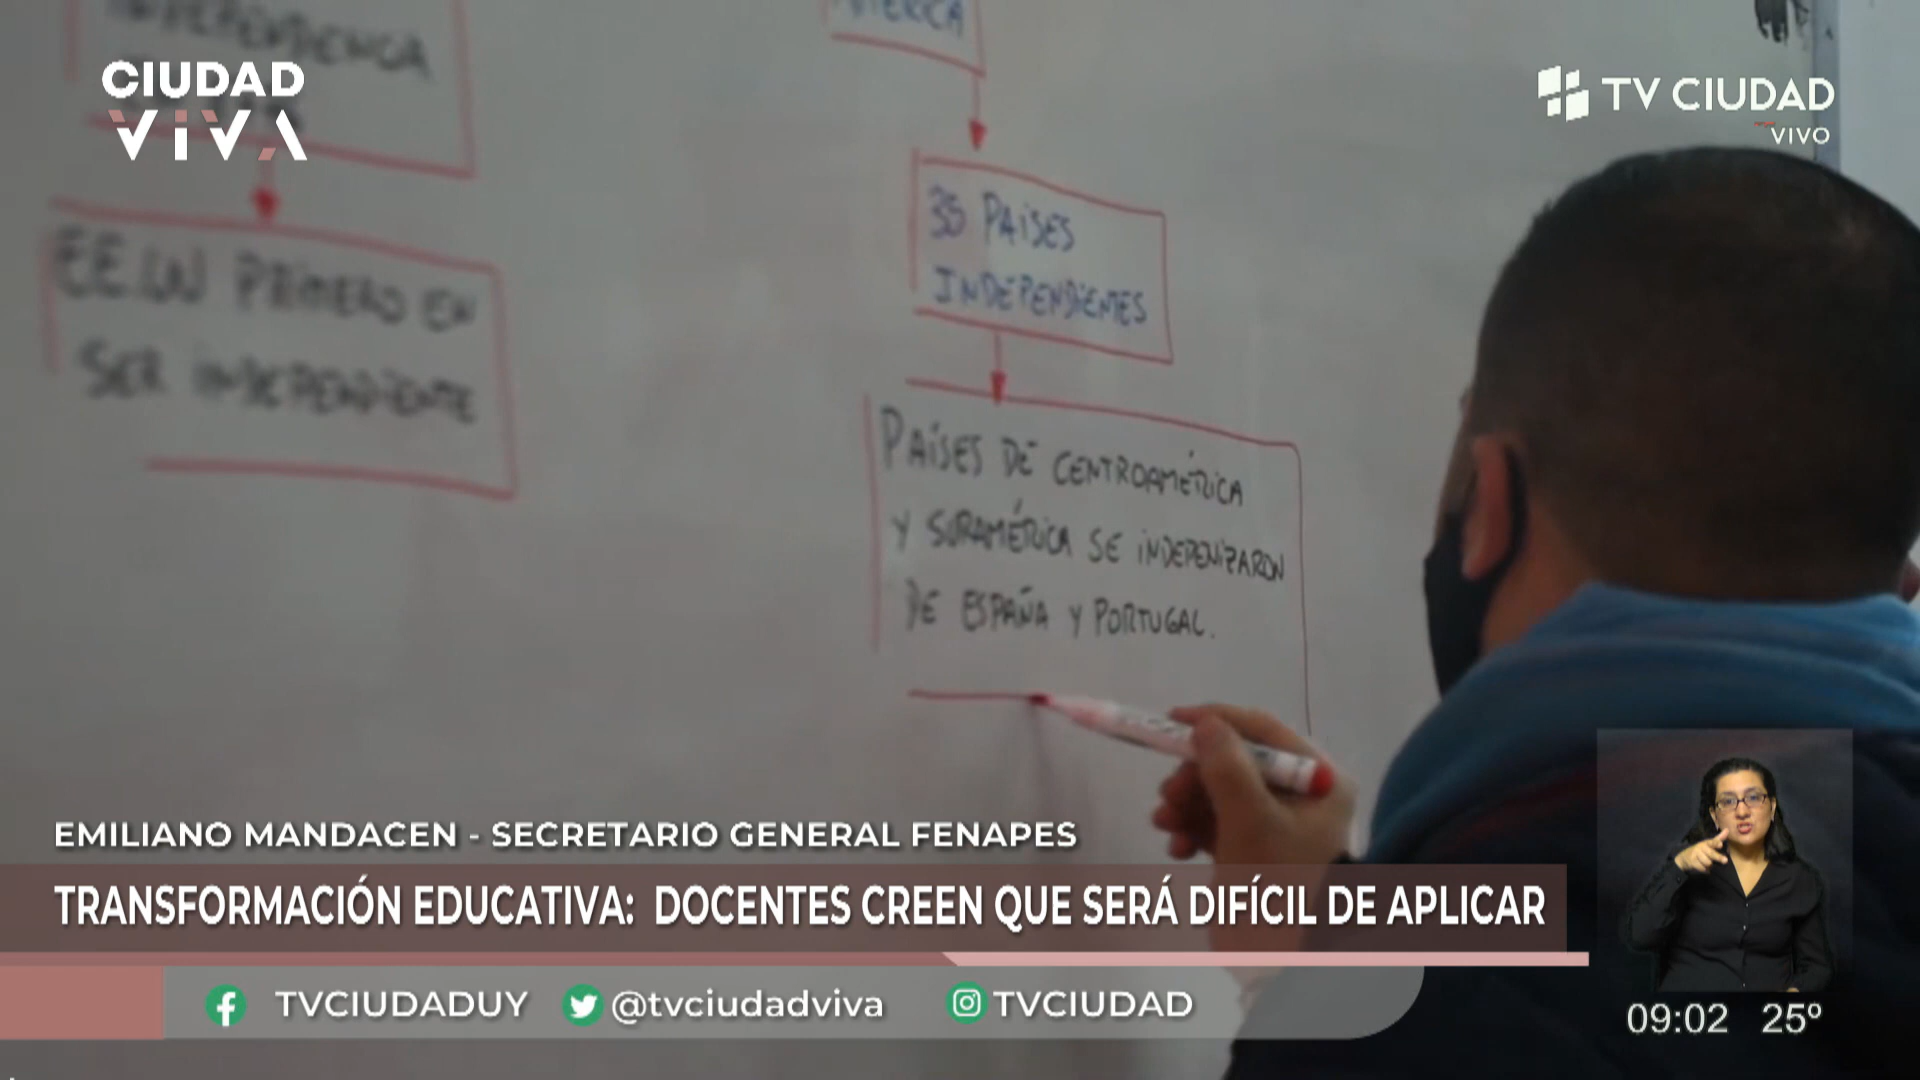 INDEPENDENCIA
CIUDAD
VIVA
TV CIUDAD
VIVO
EE.UU PRIMERO EN
SER INDEPENDIENTE
35 PAÍSES
INDEPENDIENTES
PAÍSES DE CENTROAMÉRICA
Y SURAMÉRICA SE INDEPENIZARON
DE ESPAÑA Y PORTUGAL.
EMILIANO MANDACEN - SECRETARIO GENERAL FENAPES
TRANSFORMACIÓN EDUCATIVA: DOCENTES CREEN QUE SERÁ DIFÍCIL DE APLICAR
TVCIUDADUY @tvciudadviva TVCIUDAD
09:02 25º